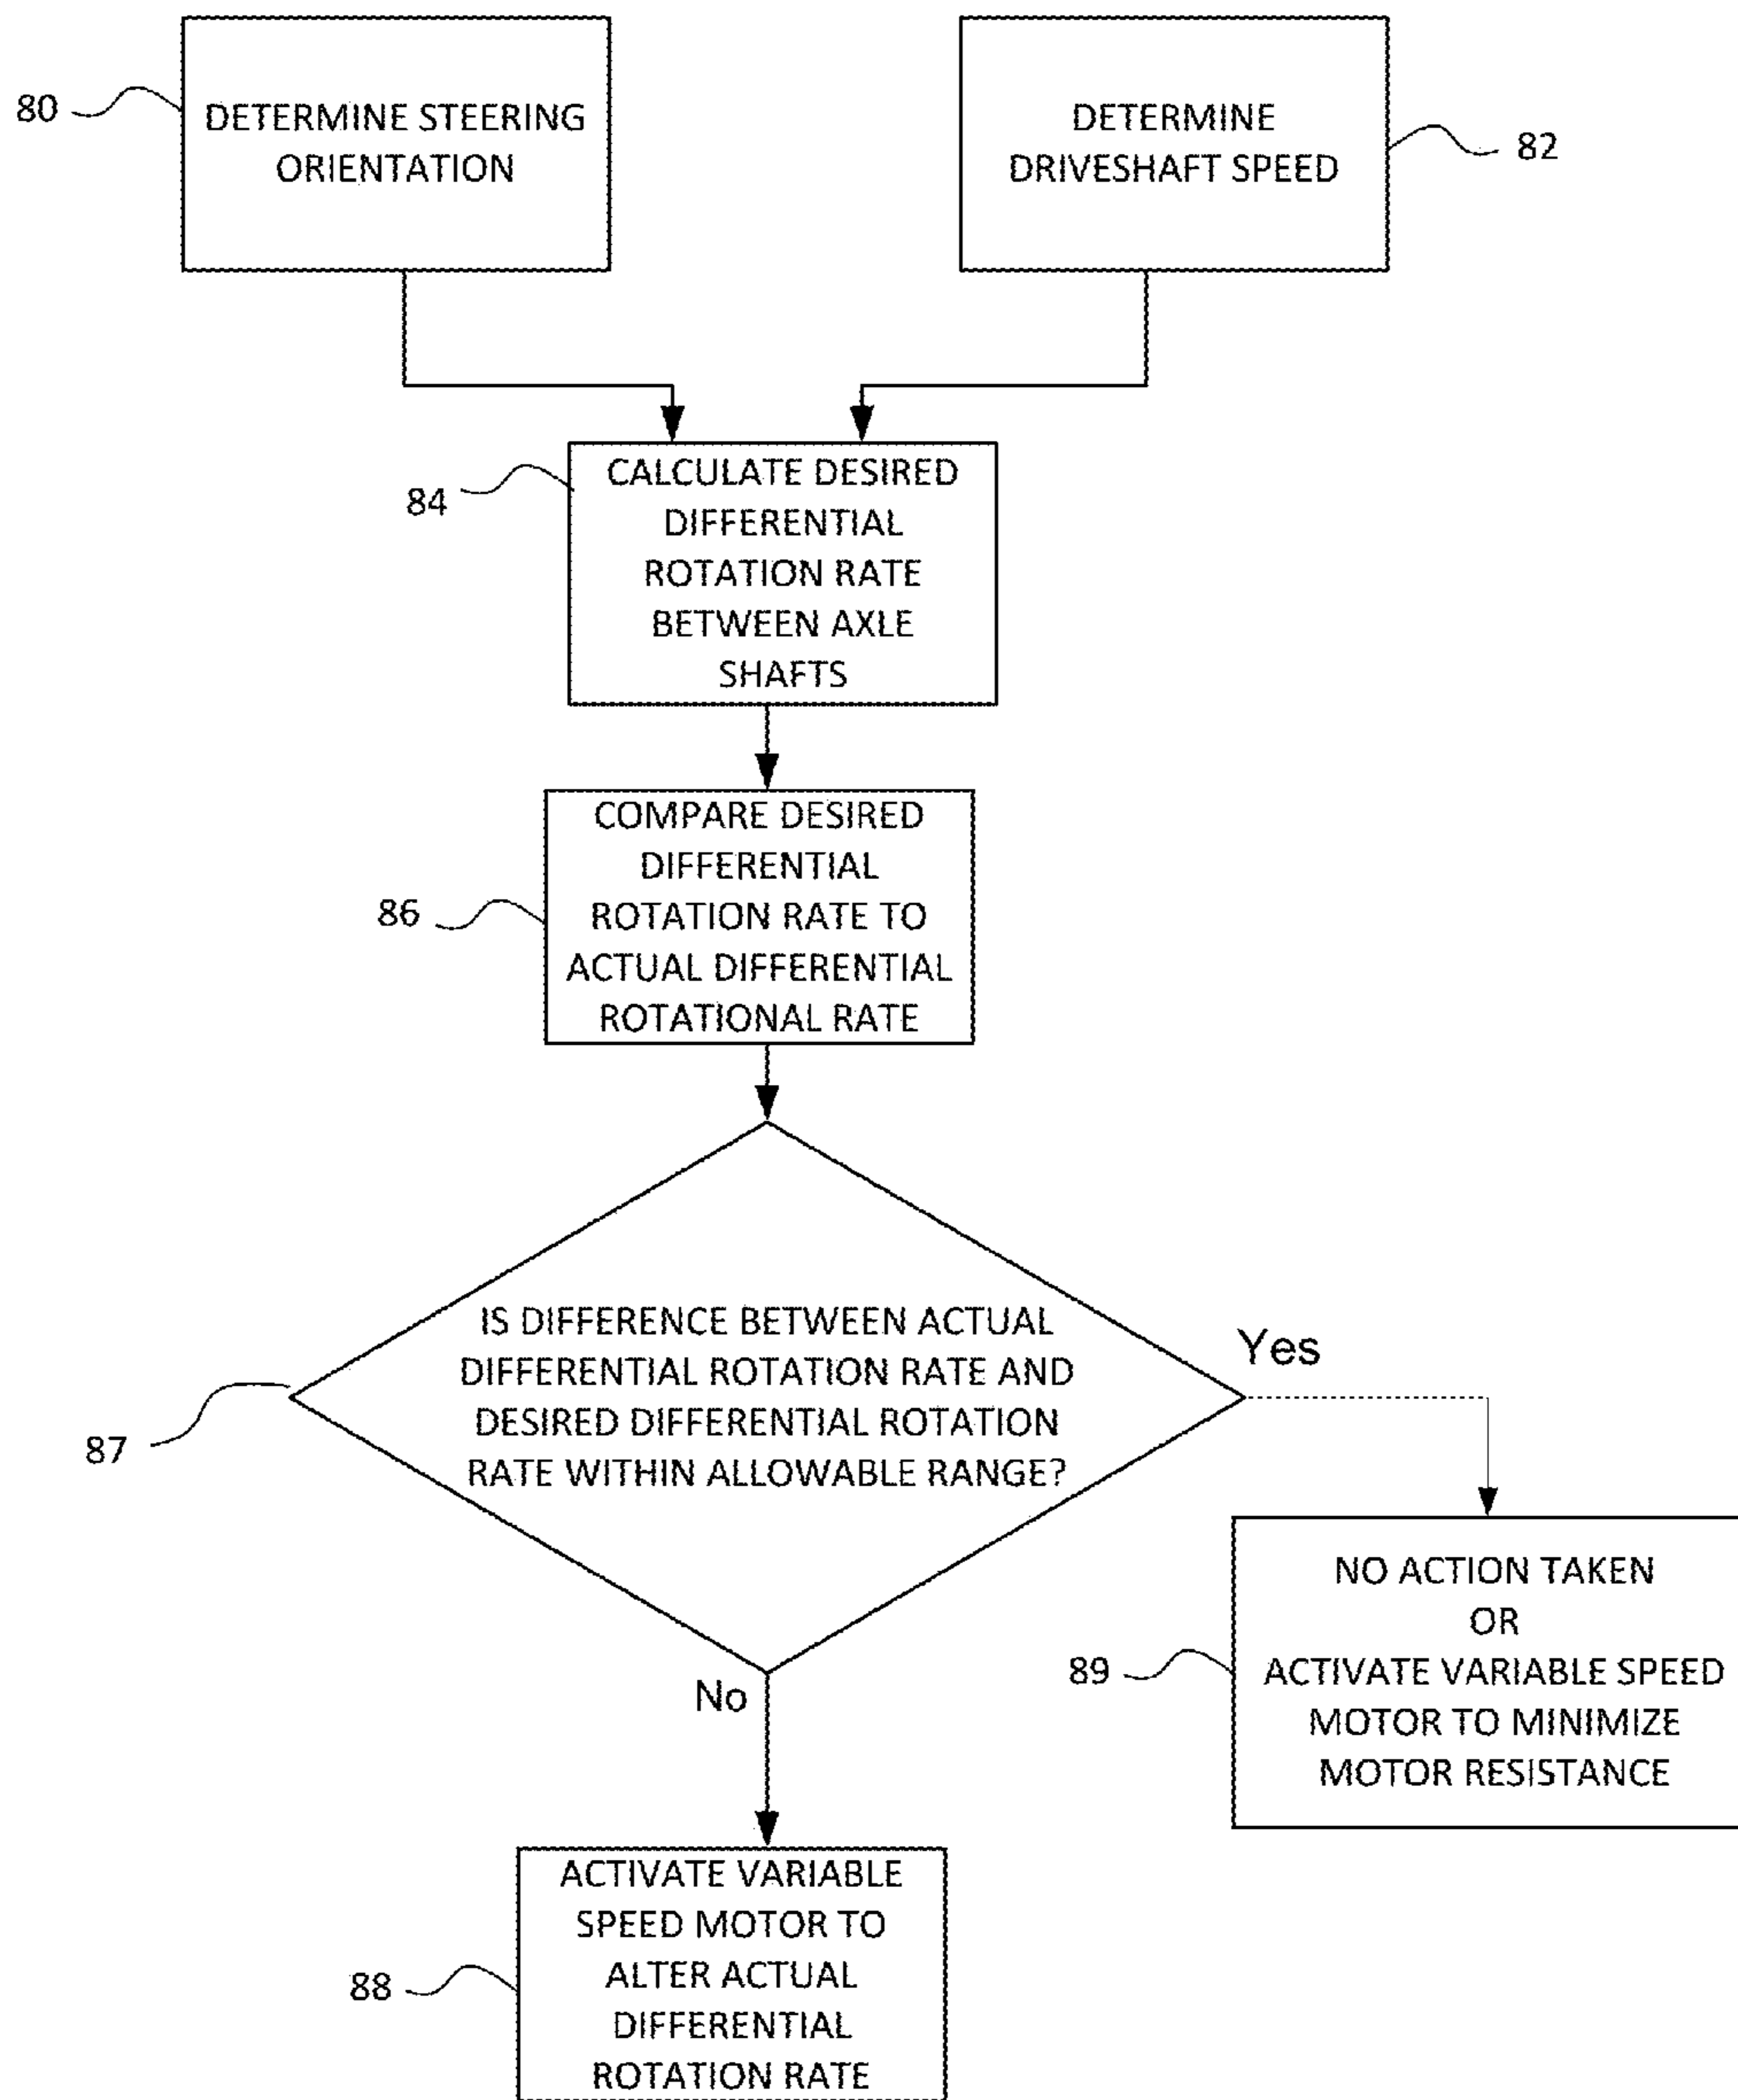 80
DETERMINE STEERING
ORIENTATION
DETERMINE
DRIVESHAFT SPEED
82
84
CALCULATE DESIRED
DIFFERENTIAL
ROTATION RATE
BETWEEN AXLE
SHAFTS
86
COMPARE DESIRED
DIFFERENTIAL
ROTATION RATE TO
ACTUAL DIFFERENTIAL
ROTATIONAL RATE
87
IS DIFFERENCE BETWEEN ACTUAL
DIFFERENTIAL ROTATION RATE AND
DESIRED DIFFERENTIAL ROTATION
RATE WITHIN ALLOWABLE RANGE?
Yes
No
89
NO ACTION TAKEN
OR
ACTIVATE VARIABLE SPEED
MOTOR TO MINIMIZE
MOTOR RESISTANCE
88
ACTIVATE VARIABLE
SPEED MOTOR TO
ALTER ACTUAL
DIFFERENTIAL
ROTATION RATE